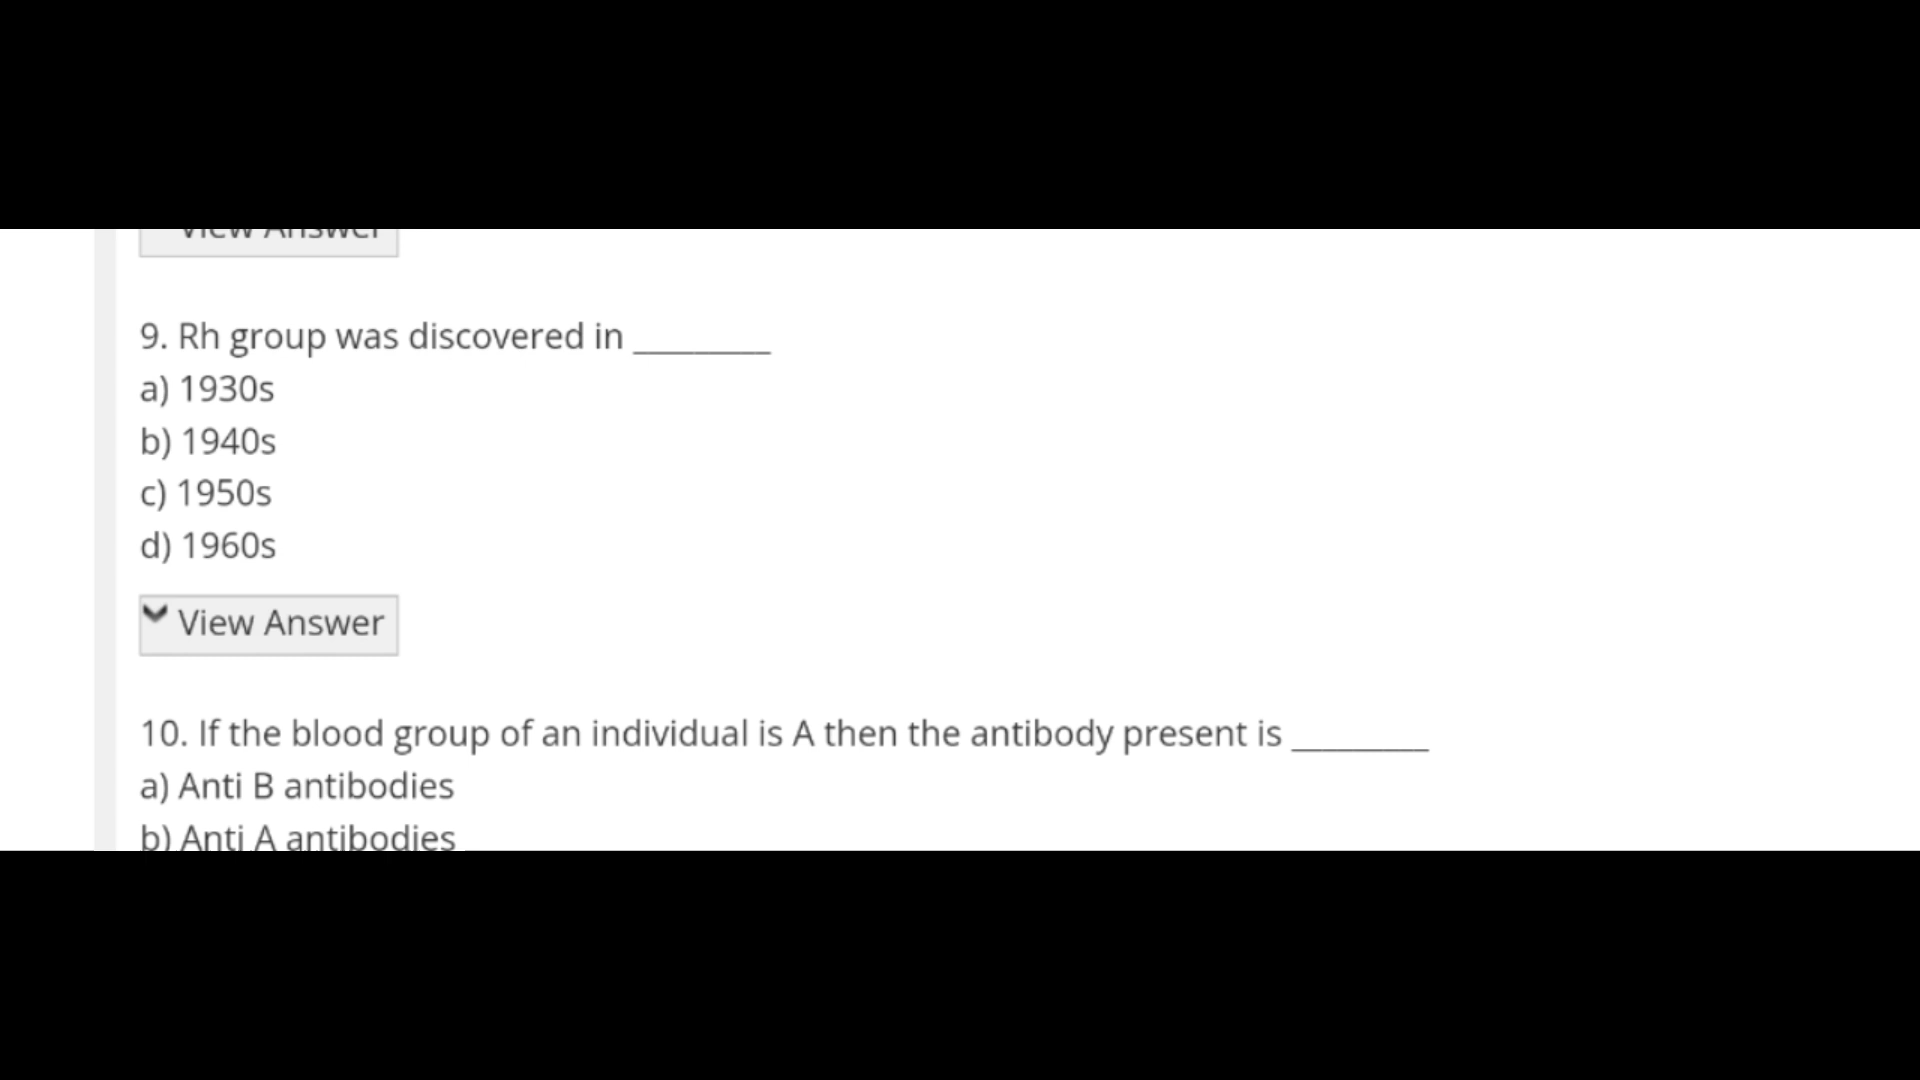 View Answer
9. Rh group was discovered in _________
a) 1930s
b) 1940s
c) 1950s
d) 1960s
View Answer
10. If the blood group of an individual is A then the antibody present is _________
a) Anti B antibodies
b) Anti A antibodies